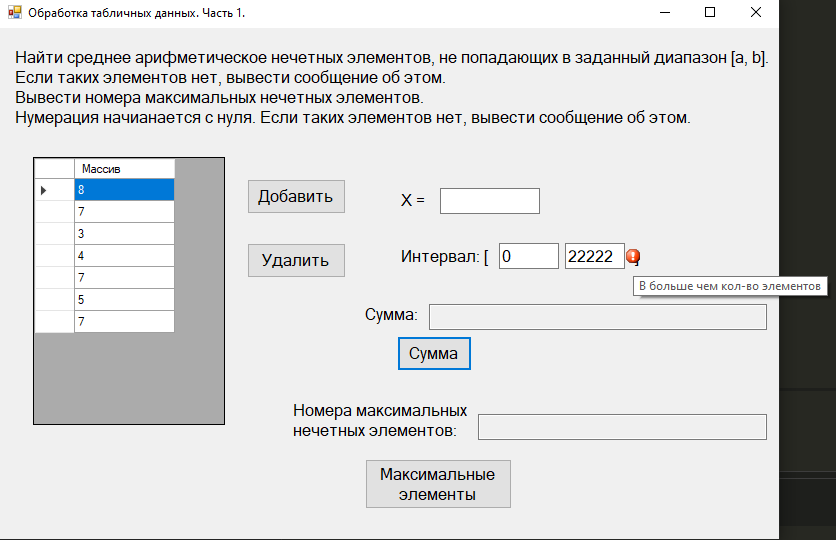 Обработка табличных данных. Часть 1.
Найти среднее арифметическое нечетных элементов, не попадающих в заданный диапазон [a, b].
Если таких элементов нет, вывести сообщение об этом.
Вывести номера максимальных нечетных элементов.
Нумерация начианается с нуля. Если таких элементов нет, вывести сообщение об этом.
Массив
8
7
3
4
7
5
7
Добавить
X =
Удалить
Интервал: [ 0 22222 ]
В больше чем кол-во элементов
Сумма:
Сумма
Номера максимальных
нечетных элементов:
Максимальные
элементы